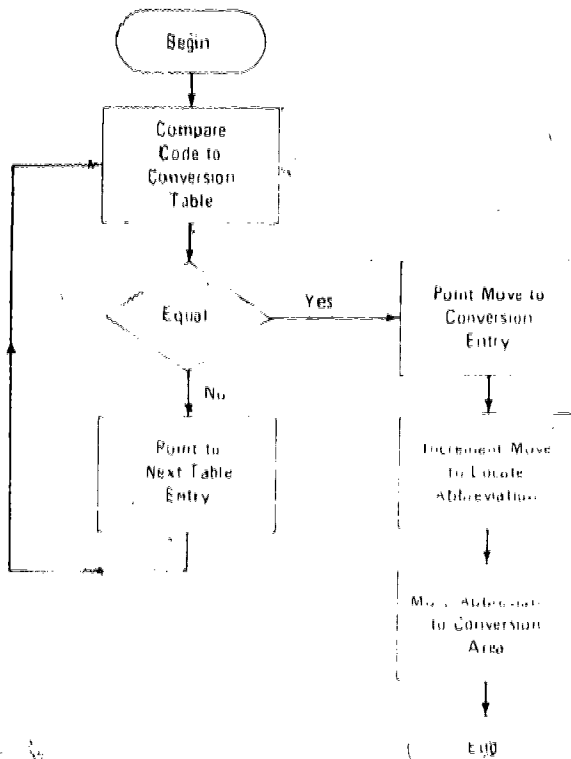 Begin
Compare
Code to
Conversion
Table
Equal
Yes
No
Point to
Next Table
Entry
Point Move to
Conversion
Entry
Increment Move
to Locate
Abbreviation
to Conversion
Area
End